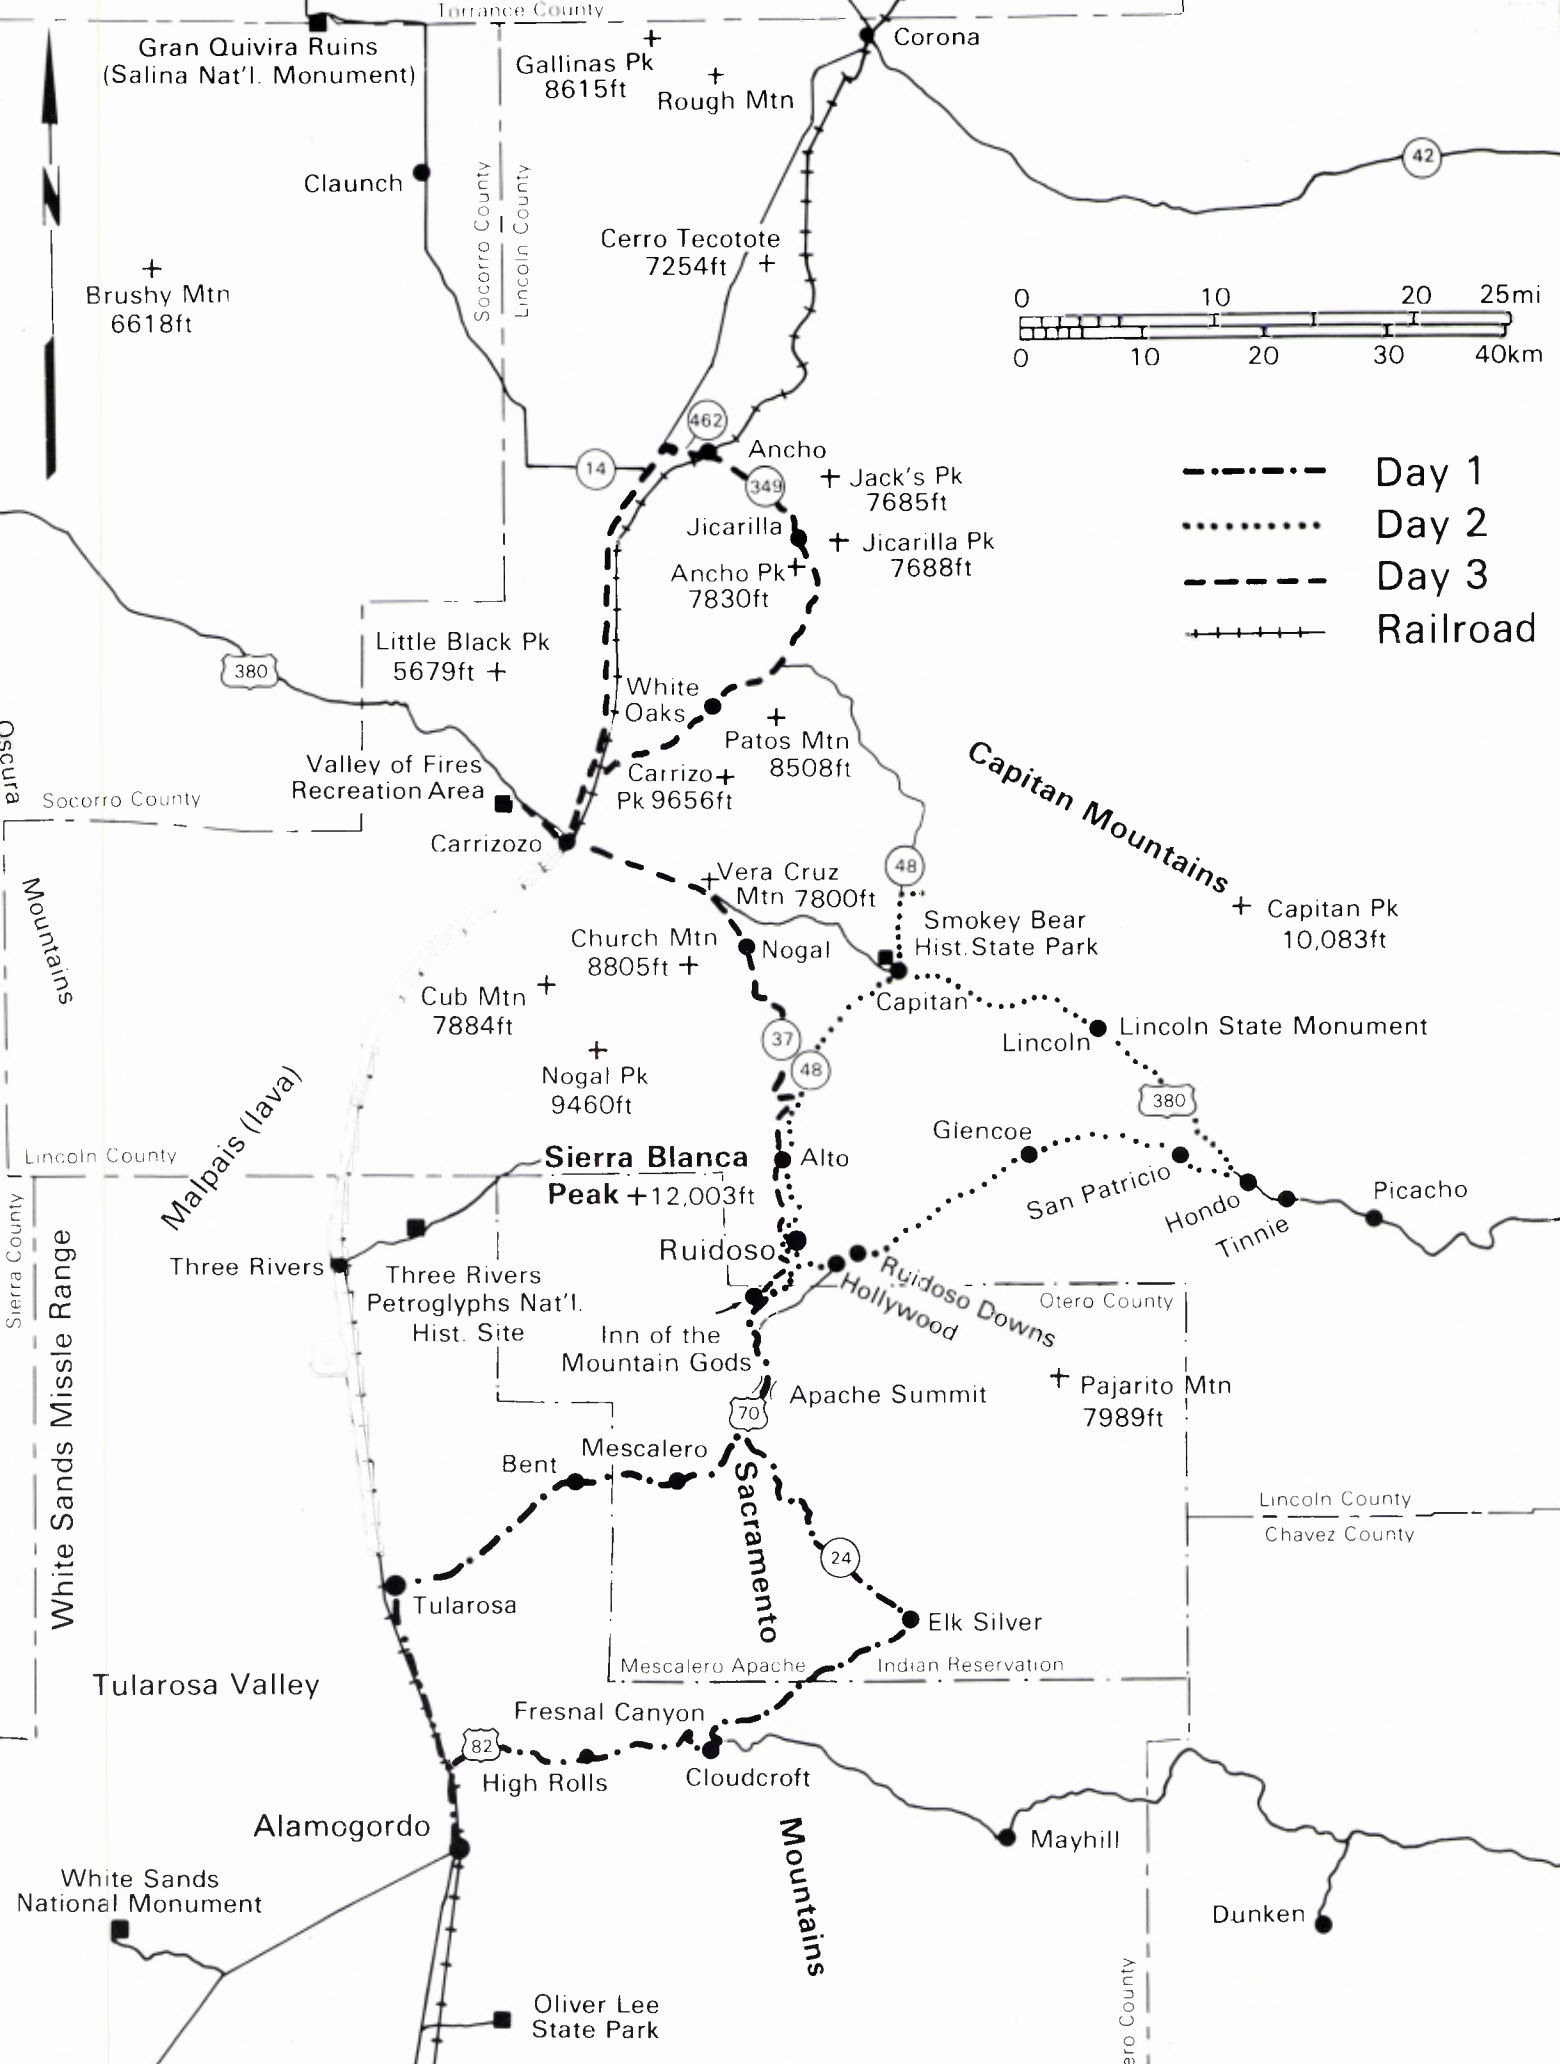 Torrance County
Gran Quivira Ruins
(Salina Nat'l. Monument)
Gallinas Pk
8615ft
Rough Mtn
Corona
42
Claunch
Socorro County
Lincoln County
Cerro Tecotote
7254ft
N
Brushy Mtn
6618ft
0 10 20 25mi
0 10 20 30 40km
462
Ancho
14
349
Jack's Pk
7685ft
Jicarilla
Jicarilla Pk
7688ft
Ancho Pk
7830ft
Day 1
Day 2
Day 3
Railroad
Little Black Pk
5679ft
380
White
Oaks
Patos Mtn
8508ft
Oscura
Mountains
Valley of Fires
Recreation Area
Carrizo
Pk 9656ft
Socorro County
Carrizozo
Capitan Mountains
48
Vera Cruz
Mtn 7800ft
Capitan Pk
10,083ft
Smokey Bear
Hist. State Park
Church Mtn
8805ft
Nogal
Cub Mtn
7884ft
Capitan
Lincoln
Lincoln State Monument
37
48
Nogal Pk
9460ft
380
Malpais (lava)
Glencoe
Lincoln County
Sierra Blanca
Peak
12,003ft
Alto
San Patricio
Hondo
Tinnie
Picacho
Sierra County
White Sands Missle Range
Three Rivers
Ruidoso
Three Rivers
Petroglyphs Nat'l.
Hist. Site
Ruidoso Downs
Hollywood
Otero County
Inn of the
Mountain Gods
Apache Summit
Pajarito Mtn
7989ft
70
Bent
Mescalero
Sacramento
Lincoln County
Chavez County
24
Tularosa
Elk Silver
Mescalero Apache Indian Reservation
Tularosa Valley
Fresnal Canyon
82
High Rolls
Cloudcroft
Alamogordo
Mountains
Mayhill
White Sands
National Monument
Dunken
Oliver Lee
State Park
ero County